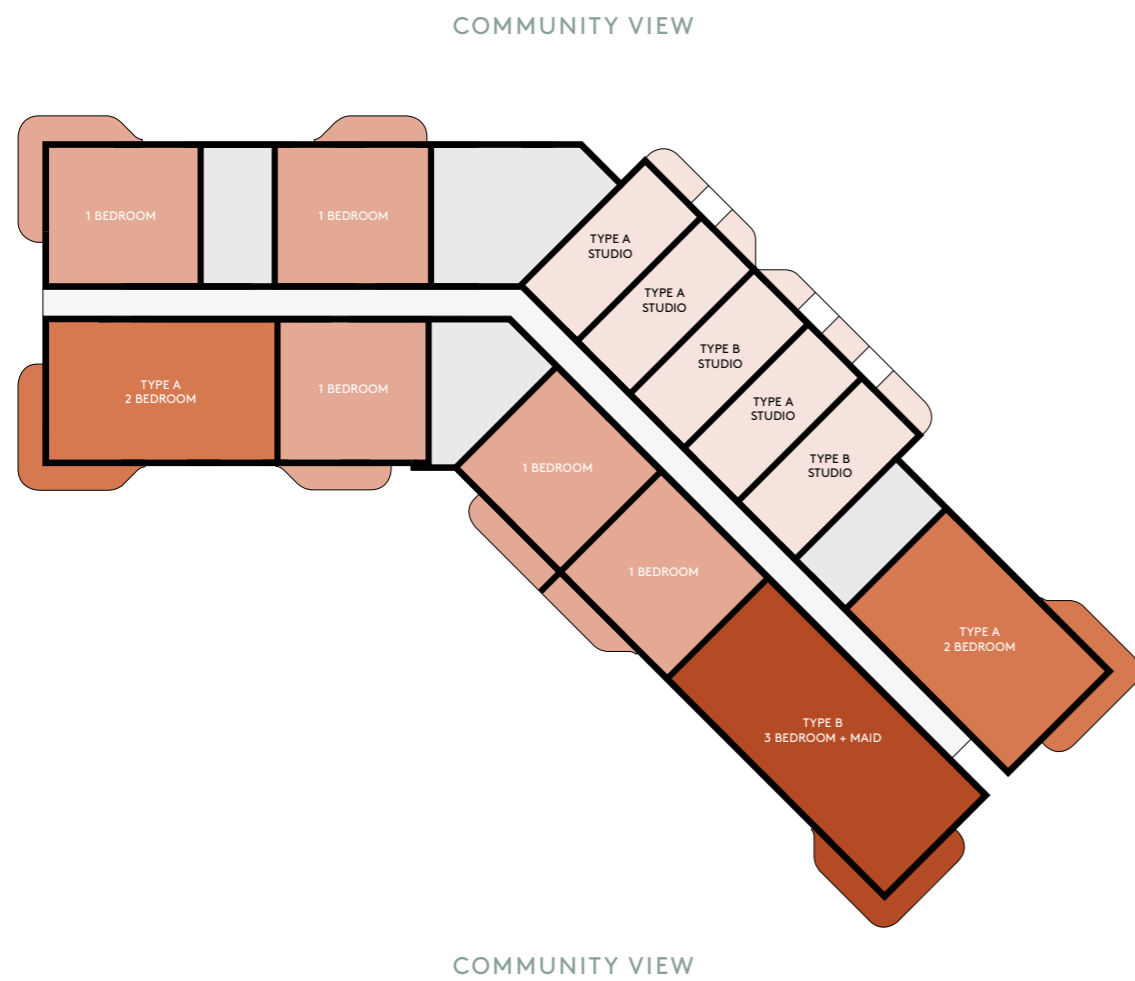 COMMUNITY VIEW
1 BEDROOM
1 BEDROOM
TYPE A
STUDIO
TYPE A
STUDIO
TYPE B
STUDIO
TYPE A
STUDIO
TYPE B
STUDIO
TYPE A
2 BEDROOM
1 BEDROOM
1 BEDROOM
1 BEDROOM
TYPE A
2 BEDROOM
TYPE B
3 BEDROOM + MAID
COMMUNITY VIEW